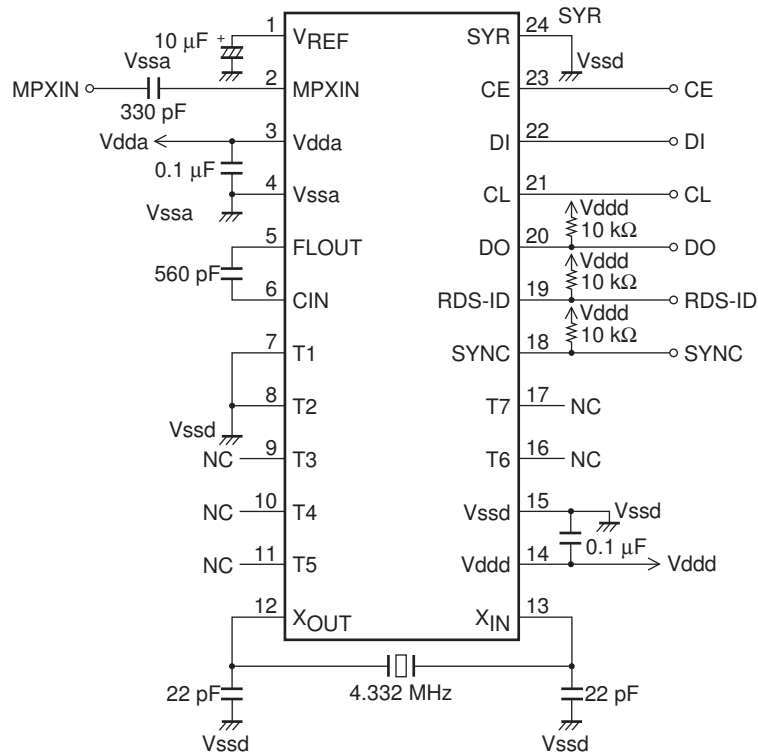 SYR
10 µF + 1 VREF SYR 24
Vssa Vssd
MPXIN 2 MPXIN CE 23 CE
330 pF
Vdda 3 Vdda DI 22 DI
0.1 µF
4 Vssa CL 21 CL
Vssa Vddd
10 kΩ
5 FLOUT DO 20 DO
560 pF Vddd
10 kΩ
6 CIN RDS-ID 19 RDS-ID
Vddd
10 kΩ
7 T1 SYNC 18 SYNC
8 T2 T7 17 NC
Vssd
NC 9 T3 T6 16 NC
NC 10 T4 Vssd 15 Vssd
0.1 µF
NC 11 T5 Vddd 14 Vddd
12 XOUT XIN 13
22 pF 4.332 MHz 22 pF
Vssd Vssd